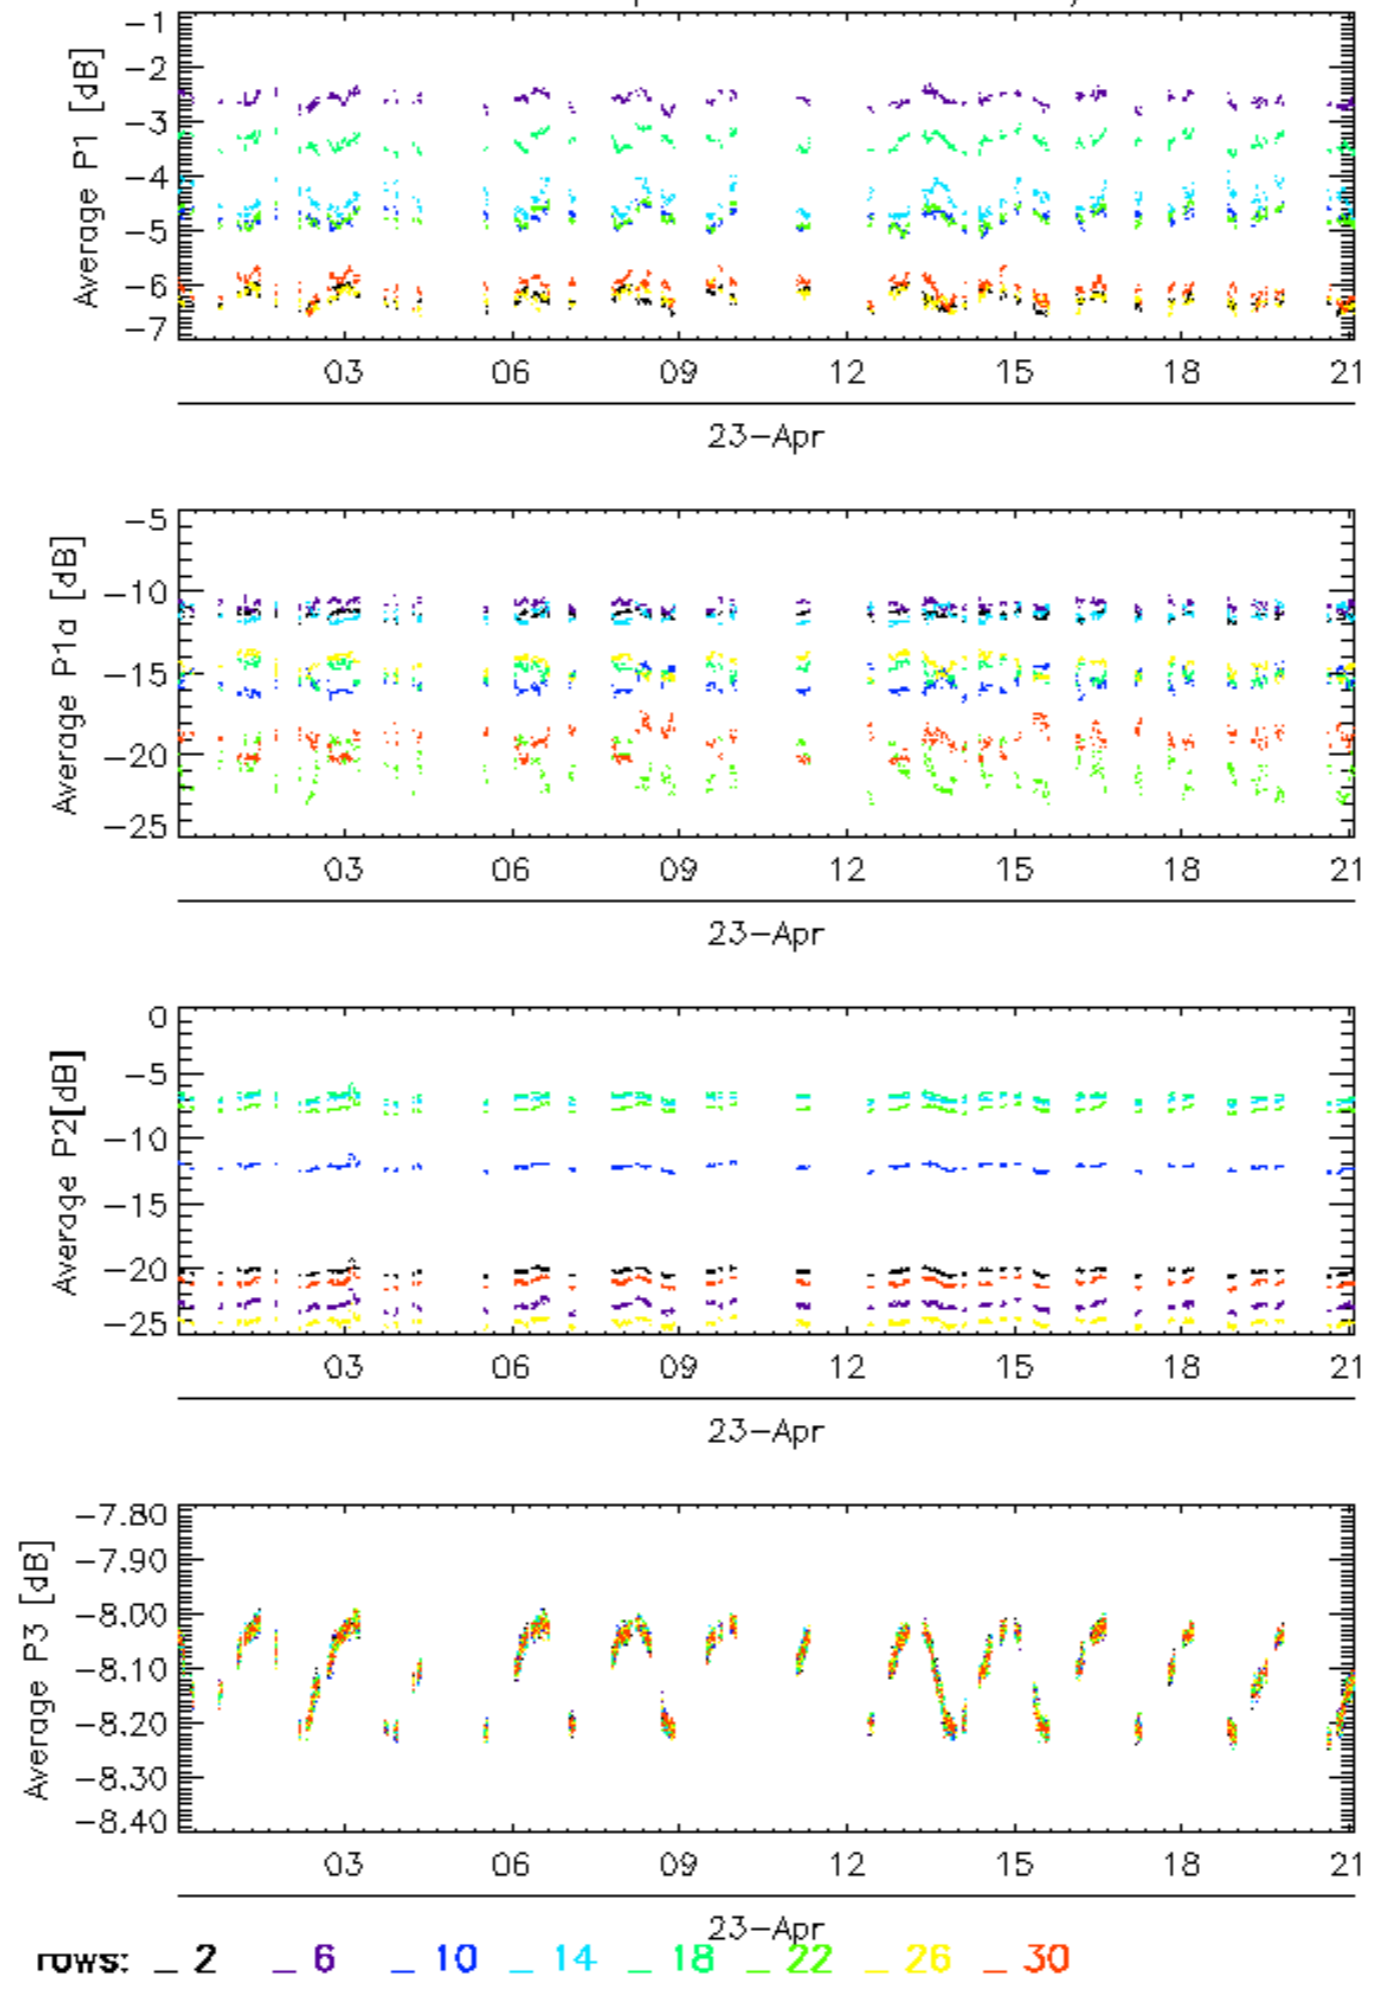 Average P1 [dB]
-1
-2
-3
-4
-5
-6
-7
03 06 09 12 15 18 21
23-Apr
Average P1a [dB]
-5
-10
-15
-20
-25
03 06 09 12 15 18 21
23-Apr
Average P2[dB]
0
-5
-10
-15
-20
-25
03 06 09 12 15 18 21
23-Apr
Average P3 [dB]
-7.80
-7.90
-8.00
-8.10
-8.20
-8.30
-8.40
03 06 09 12 15 18 21
23-Apr
rows: _ 2 _ 6 _ 10 _ 14 _ 18 _ 22 _ 26 _ 30